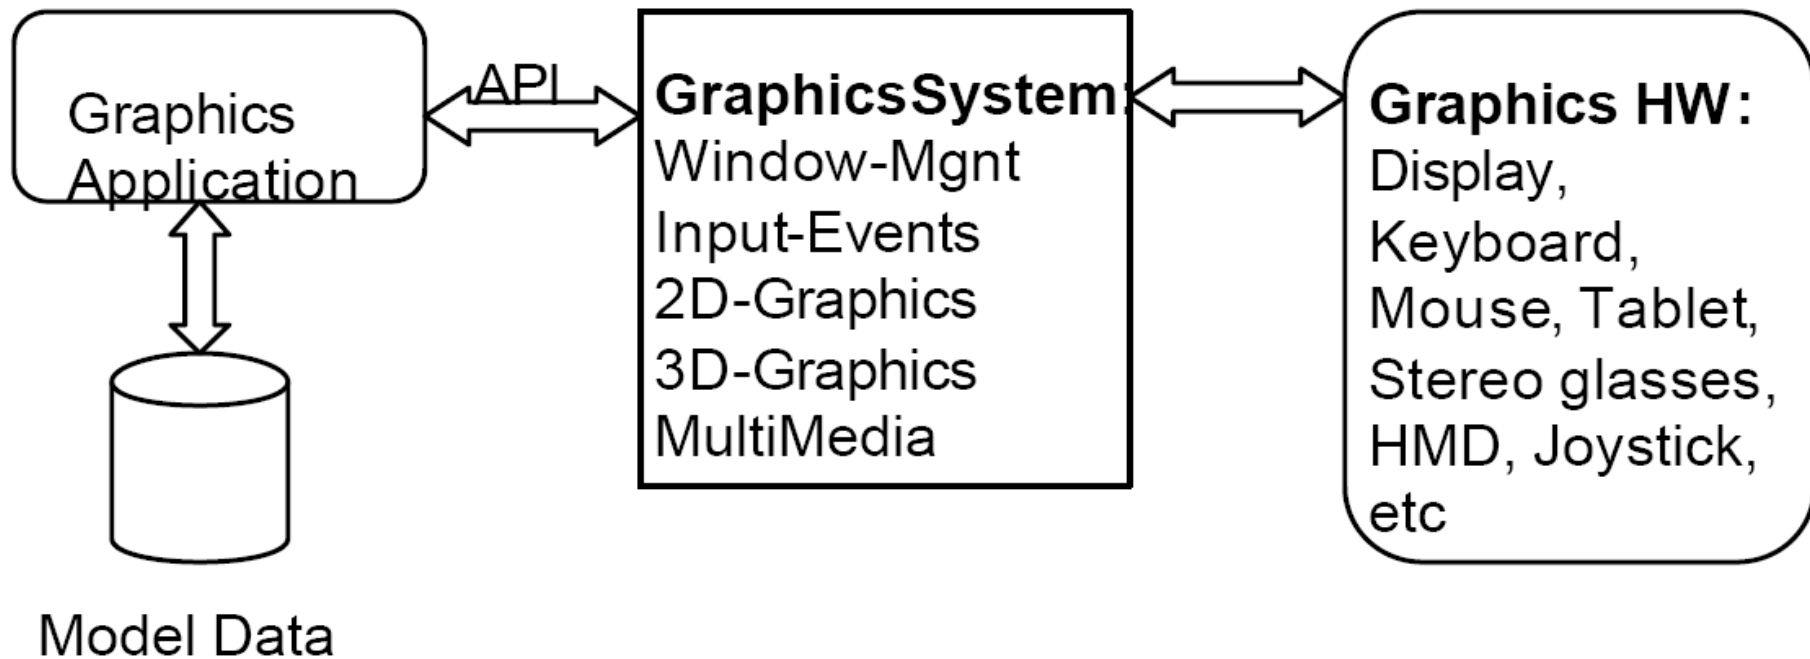 Graphics
Application
API
GraphicsSystem:
Window-Mgnt
Input-Events
2D-Graphics
3D-Graphics
MultiMedia
Graphics HW:
Display,
Keyboard,
Mouse, Tablet,
Stereo glasses,
HMD, Joystick,
etc
Model Data